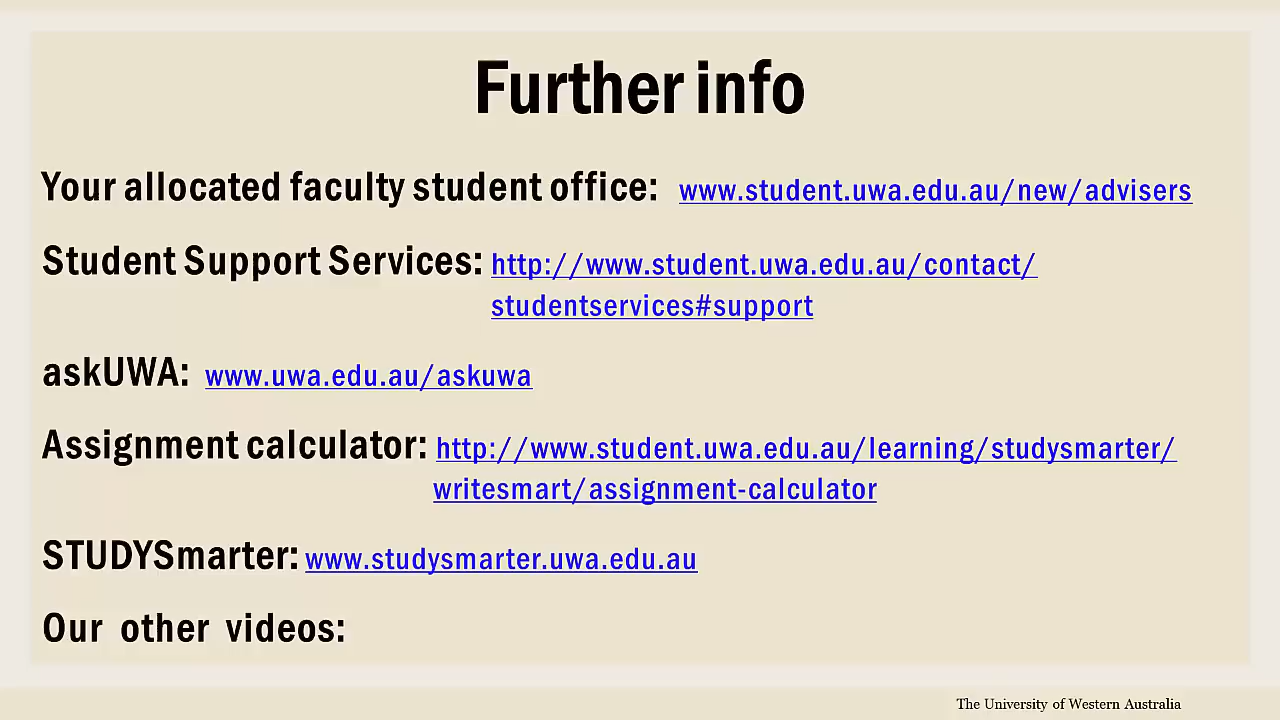 Further info
Your allocated faculty student office: www.student.uwa.edu.au/new/advisers
Student Support Services: http://www.student.uwa.edu.au/contact/
studentservices#support
askUWA: www.uwa.edu.au/askuwa
Assignment calculator: http://www.student.uwa.edu.au/learning/studysmarter/
writesmart/assignment-calculator
STUDYSmarter: www.studysmarter.uwa.edu.au
Our other videos:
The University of Western Australia